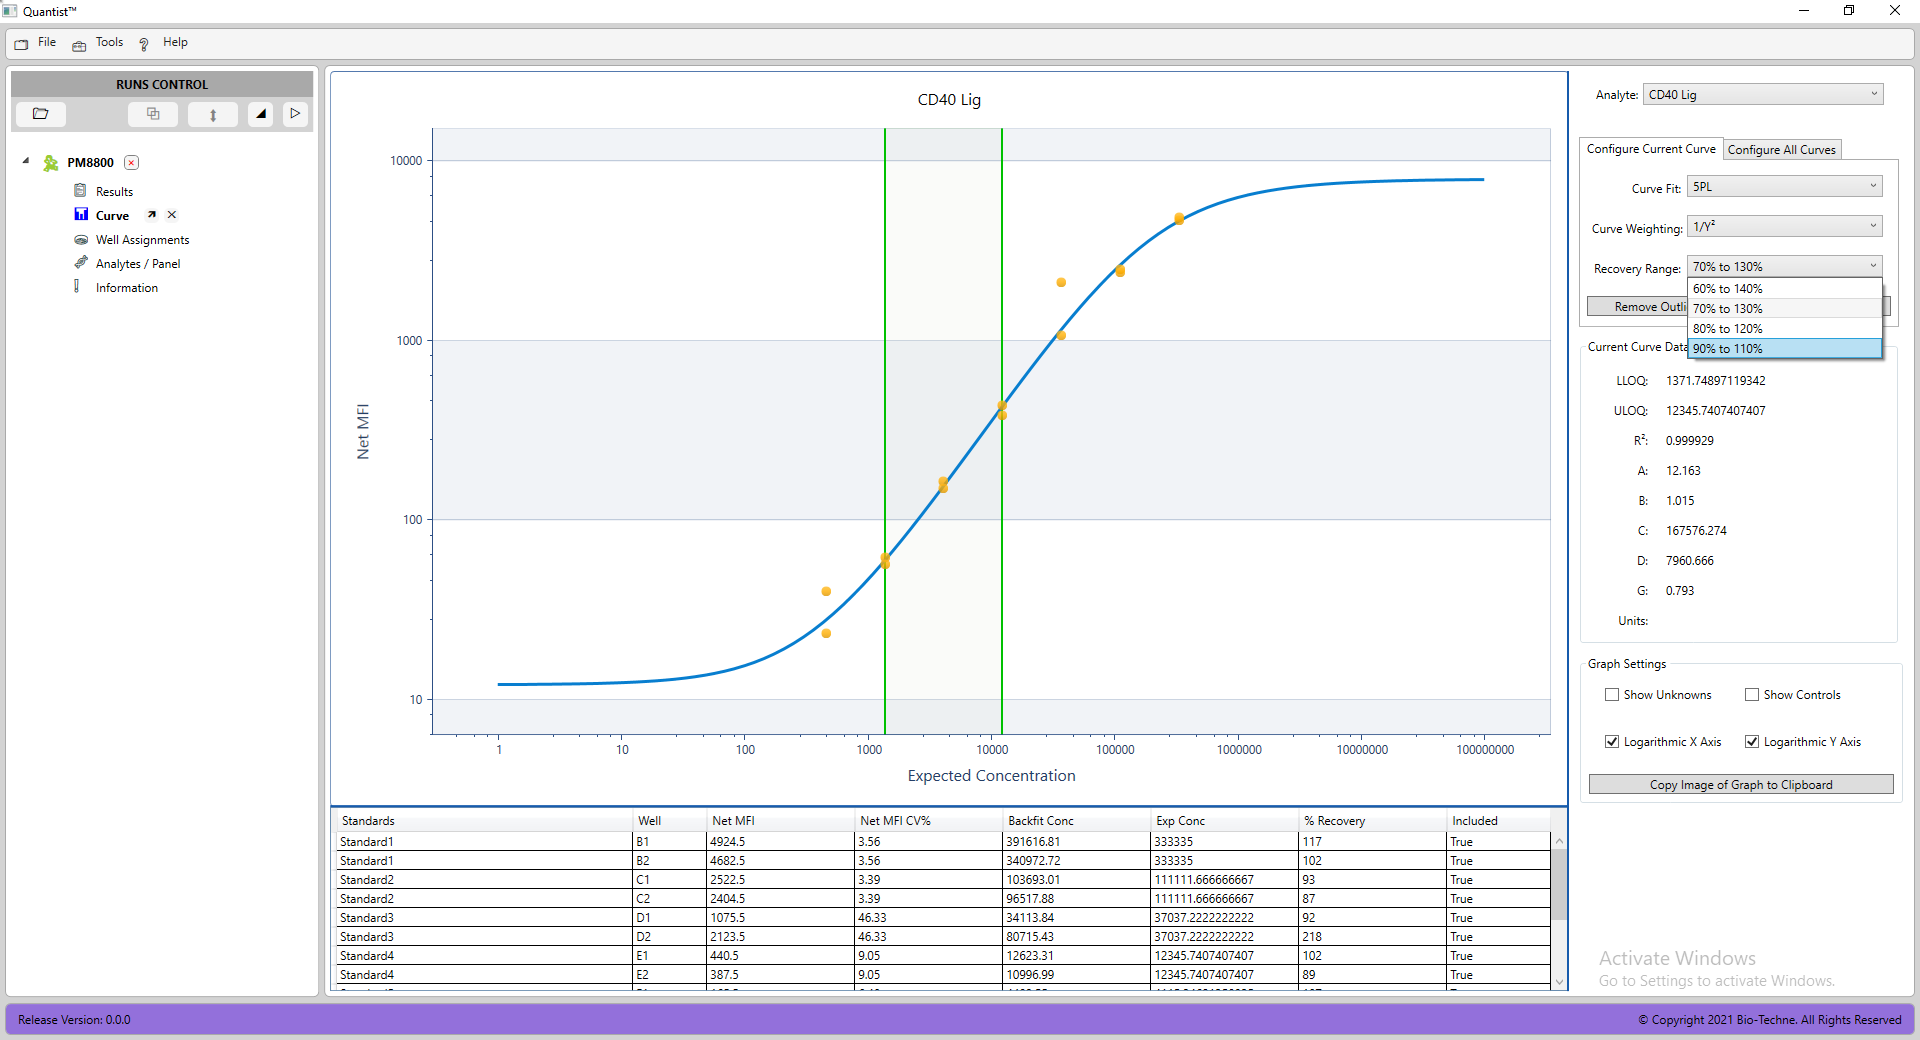 Quantist™
File Tools Help
RUNS CONTROL
PM8800
Results
Curve
Well Assignments
Analytes / Panel
Information
CD40 Lig
10000
1000
100
10
Net MFI
1 10 100 1000 10000 100000 1000000 10000000 100000000
Expected Concentration
Standards Well Net MFI Net MFI CV% Backfit Conc Exp Conc % Recovery Included
Standard1 B1 4924.5 3.56 391616.81 333335 117 True
Standard1 B2 4682.5 3.56 340972.72 333335 102 True
Standard2 C1 2522.5 3.39 103693.01 111111.666666667 93 True
Standard2 C2 2404.5 3.39 96517.88 111111.666666667 87 True
Standard3 D1 1075.5 46.33 34113.84 37037.2222222222 92 True
Standard3 D2 2123.5 46.33 80715.43 37037.2222222222 218 True
Standard4 E1 440.5 9.05 12623.31 12345.7407407407 102 True
Standard4 E2 387.5 9.05 10996.99 12345.7407407407 89 True
Analyte: CD40 Lig
Configure Current Curve Configure All Curves
Curve Fit: 5PL
Curve Weighting: 1/Y²
Recovery Range: 70% to 130%
60% to 140%
Remove Outli
70% to 130%
80% to 120%
90% to 110%
Current Curve Data
LLOQ: 1371.74897119342
ULOQ: 12345.7407407407
R²: 0.999929
A: 12.163
B: 1.015
C: 167576.274
D: 7960.666
G: 0.793
Units:
Graph Settings
Show Unknowns Show Controls
Logarithmic X Axis Logarithmic Y Axis
Copy Image of Graph to Clipboard
Activate Windows
Go to Settings to activate Windows.
Release Version: 0.0.0
© Copyright 2021 Bio-Techne. All Rights Reserved